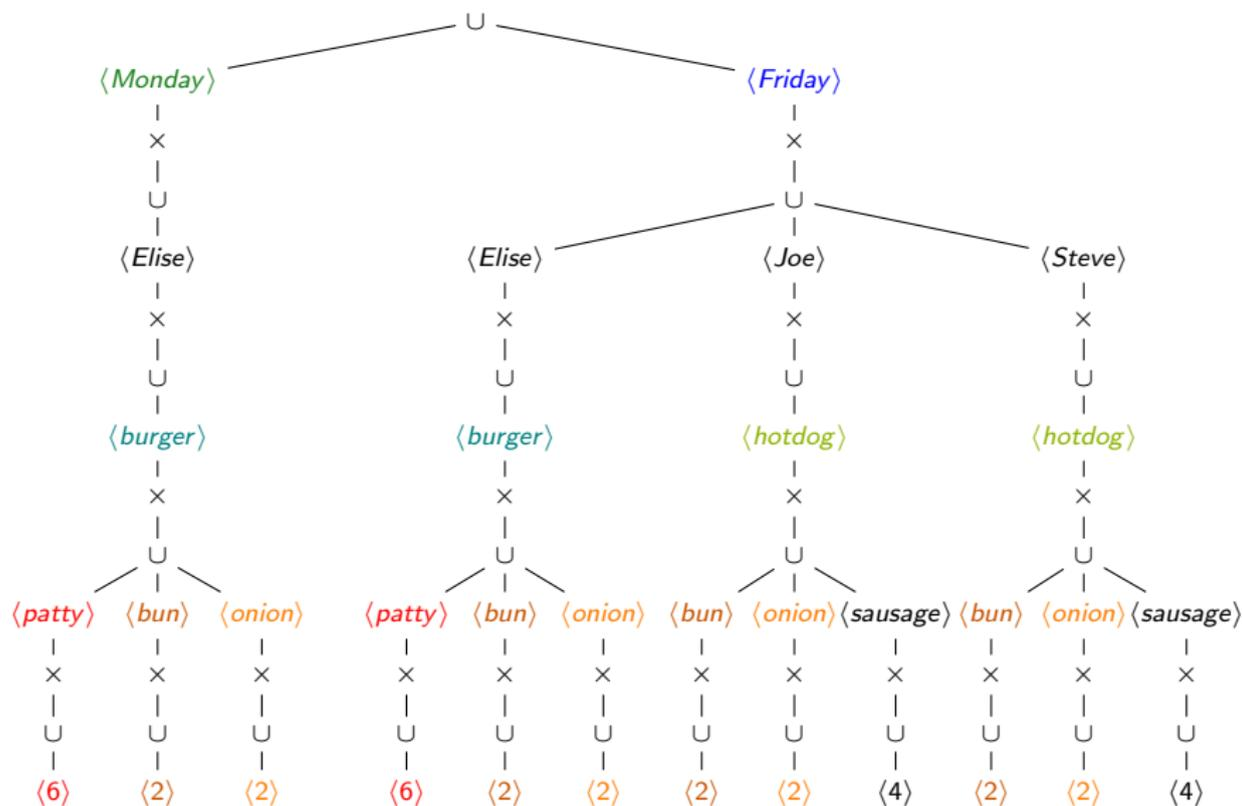 ∪
⟨Monday⟩ ⟨Friday⟩
× ×
∪ ∪
⟨Elise⟩ ⟨Elise⟩ ⟨Joe⟩ ⟨Steve⟩
× × × ×
∪ ∪ ∪ ∪
⟨burger⟩ ⟨burger⟩ ⟨hotdog⟩ ⟨hotdog⟩
× × × ×
∪ ∪ ∪ ∪
⟨patty⟩ ⟨bun⟩ ⟨onion⟩ ⟨patty⟩ ⟨bun⟩ ⟨onion⟩ ⟨bun⟩ ⟨onion⟩ ⟨sausage⟩ ⟨bun⟩ ⟨onion⟩ ⟨sausage⟩
× × × × × × × × × × × ×
∪ ∪ ∪ ∪ ∪ ∪ ∪ ∪ ∪ ∪ ∪ ∪
⟨6⟩ ⟨2⟩ ⟨2⟩ ⟨6⟩ ⟨2⟩ ⟨2⟩ ⟨2⟩ ⟨2⟩ ⟨4⟩ ⟨2⟩ ⟨2⟩ ⟨4⟩